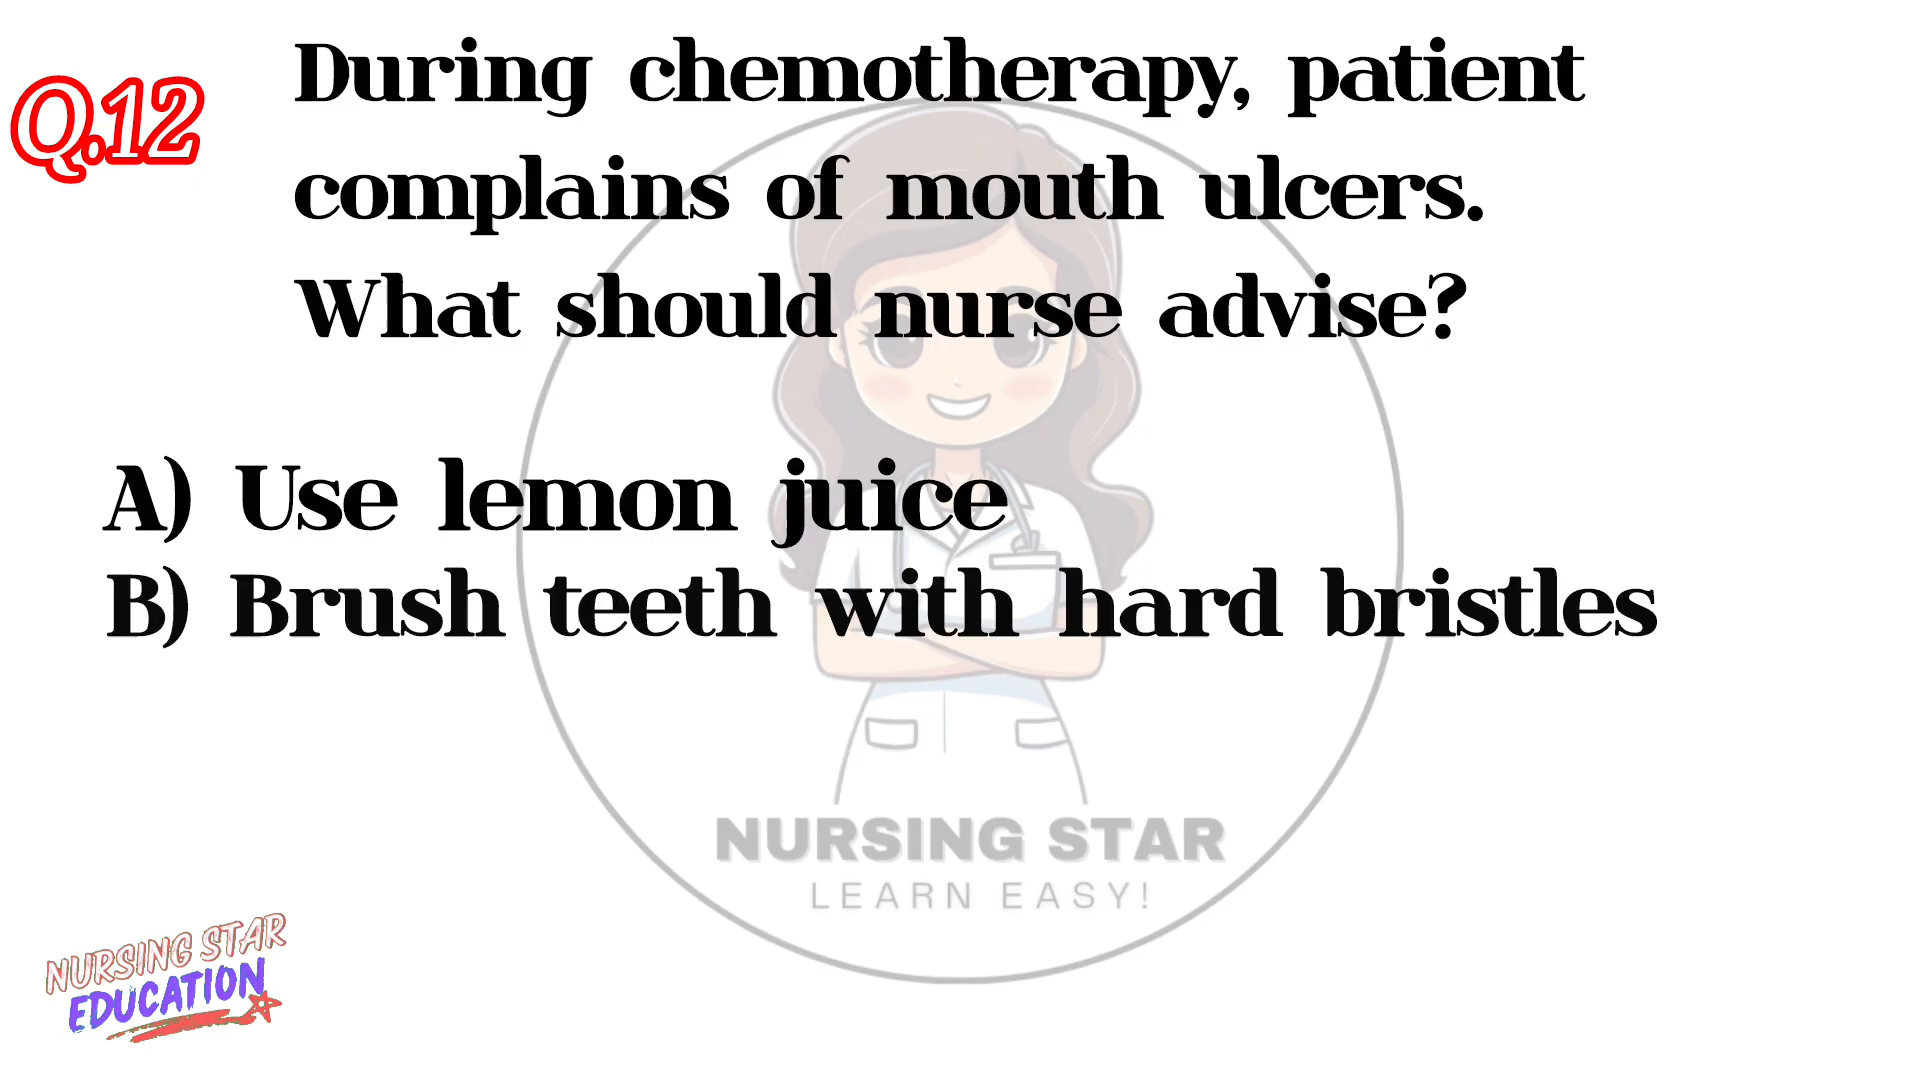 Q.12
During chemotherapy, patient
complains of mouth ulcers.
What should nurse advise?
A) Use lemon juice
B) Brush teeth with hard bristles
NURSING STAR
LEARN EASY!
NURSING STAR
EDUCATION